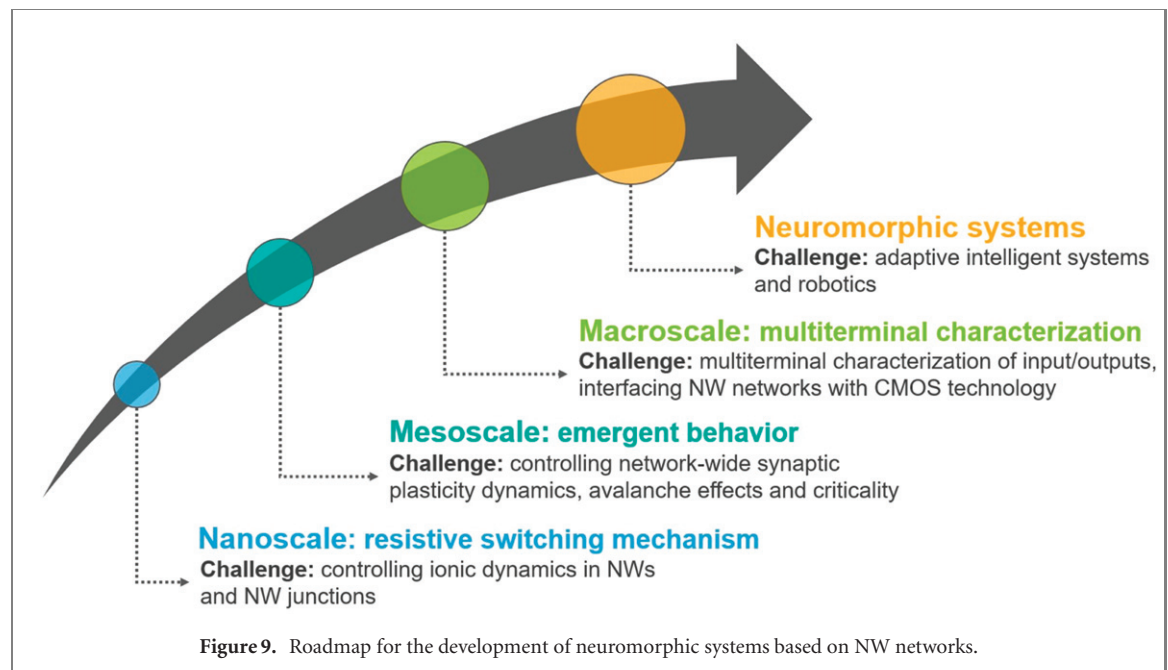 Neuromorphic systems
Challenge: adaptive intelligent systems
and robotics
Macroscale: multiterminal characterization
Challenge: multiterminal characterization of input/outputs,
interfacing NW networks with CMOS technology
Mesoscale: emergent behavior
Challenge: controlling network-wide synaptic
plasticity dynamics, avalanche effects and criticality
Nanoscale: resistive switching mechanism
Challenge: controlling ionic dynamics in NWs
and NW junctions
Figure 9. Roadmap for the development of neuromorphic systems based on NW networks.